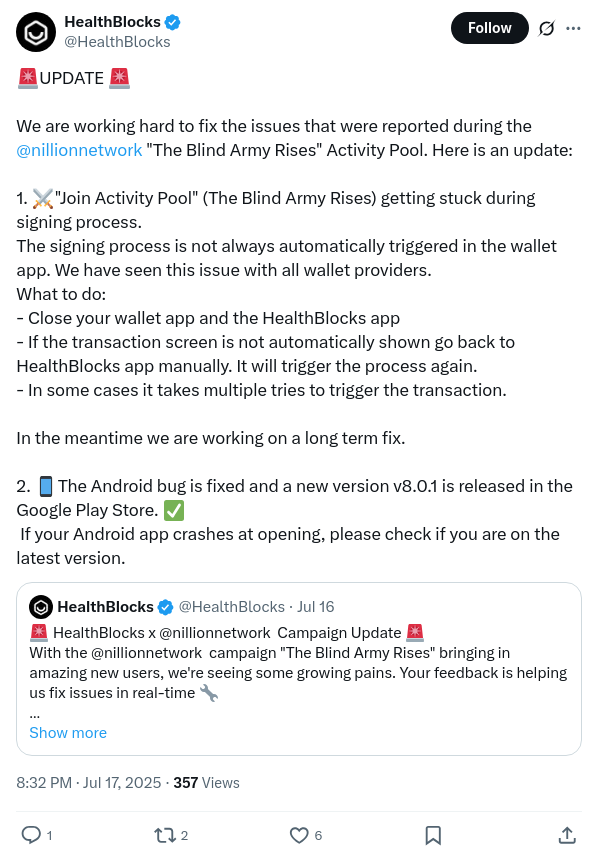 HealthBlocks
@HealthBlocks
Follow
🚨UPDATE 🚨
We are working hard to fix the issues that were reported during the
@nillionnetwork "The Blind Army Rises" Activity Pool. Here is an update:
1. ⚔️"Join Activity Pool" (The Blind Army Rises) getting stuck during
signing process.
The signing process is not always automatically triggered in the wallet
app. We have seen this issue with all wallet providers.
What to do:
- Close your wallet app and the HealthBlocks app
- If the transaction screen is not automatically shown go back to
HealthBlocks app manually. It will trigger the process again.
- In some cases it takes multiple tries to trigger the transaction.
In the meantime we are working on a long term fix.
2. 📱The Android bug is fixed and a new version v8.0.1 is released in the
Google Play Store. ✅
If your Android app crashes at opening, please check if you are on the
latest version.
HealthBlocks @HealthBlocks · Jul 16
🚨 HealthBlocks x @nillionnetwork Campaign Update 🚨
With the @nillionnetwork campaign "The Blind Army Rises" bringing in
amazing new users, we're seeing some growing pains. Your feedback is helping
us fix issues in real-time 🔧
...
Show more
8:32 PM · Jul 17, 2025 · 357 Views
1 2 6